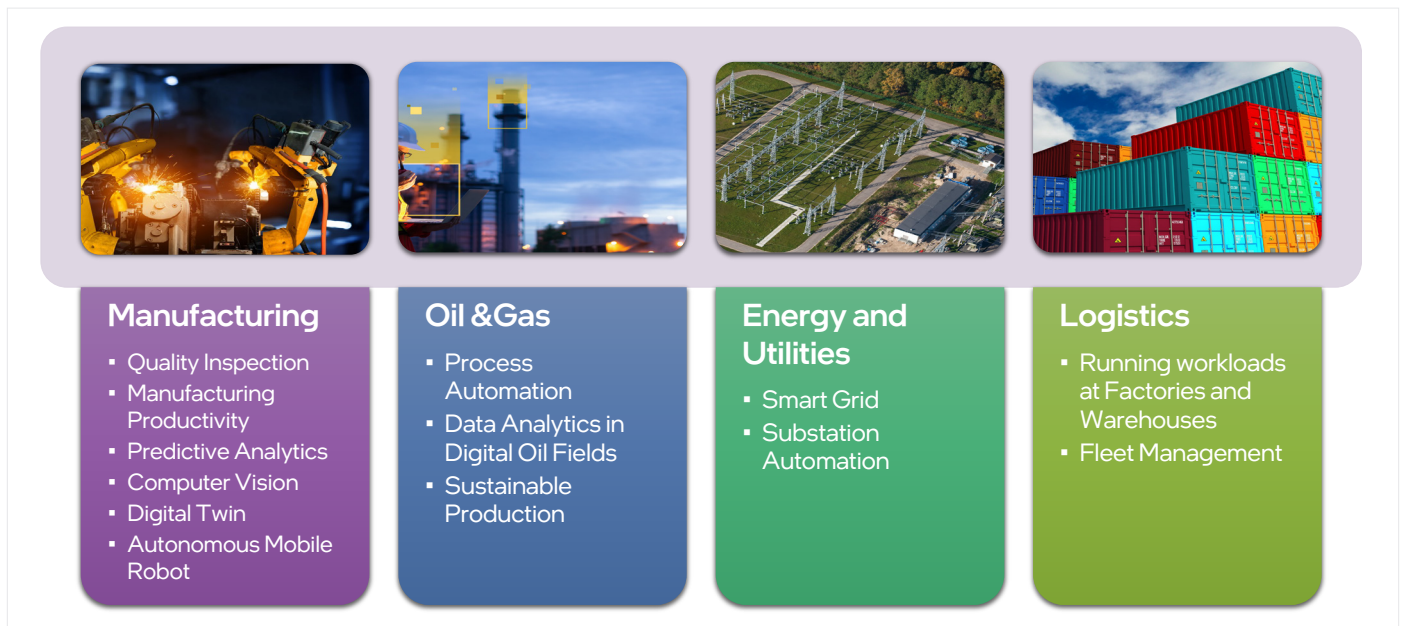 Manufacturing
▪ Quality Inspection
▪ Manufacturing
Productivity
▪ Predictive Analytics
▪ Computer Vision
▪ Digital Twin
▪ Autonomous Mobile
Robot
Oil &Gas
▪ Process
Automation
▪ Data Analytics in
Digital Oil Fields
▪ Sustainable
Production
Energy and
Utilities
▪ Smart Grid
▪ Substation
Automation
Logistics
▪ Running workloads
at Factories and
Warehouses
▪ Fleet Management